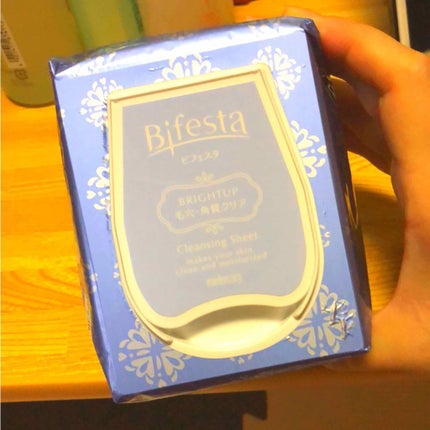 Bifesta
ビフェスタ
BRIGHTUP
毛穴・角質クリア
Cleansing Sheet
makes your skin
clean and moisturized
mandom